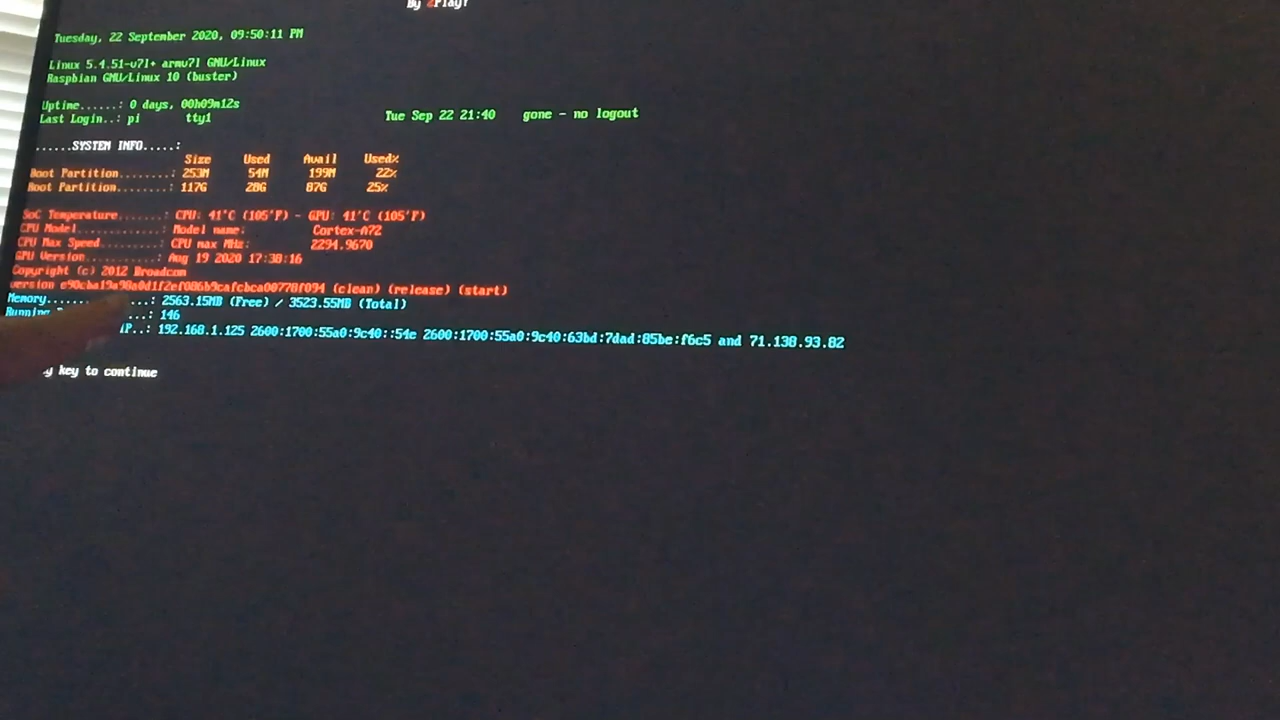 By 2Play!
Tuesday, 22 September 2020, 09:50:11 PM
Linux 5.4.51-v7l+ armv7l GNU/Linux
Raspbian GNU/Linux 10 (buster)
Uptime......: 0 days, 00h09m12s
Last Login..: pi tty1 Tue Sep 22 21:40 gone - no logout
......SYSTEM INFO.....:
Size Used Avail Used%
Boot Partition........: 253M 54M 199M 22%
Root Partition........: 117G 28G 87G 25%
SoC Temperature.......: CPU: 41°C (105°F) - GPU: 41°C (105°F)
CPU Model.............: Model name: Cortex-A72
CPU Max Speed.........: CPU max MHz: 2294.9670
GPU Version...........: Aug 19 2020 17:38:16
Copyright (c) 2012 Broadcom
version e90cba19a98a0d1f2ef086b9cafcbca00778f094 (clean) (release) (start)
Memory...........: 2563.15MB (Free) / 3523.55MB (Total)
Running ...: 146
IP..: 192.168.1.125 2600:1700:55a0:9c40::54e 2600:1700:55a0:9c40:63bd:7dad:85be:f6c5 and 71.138.93.82
key to continue